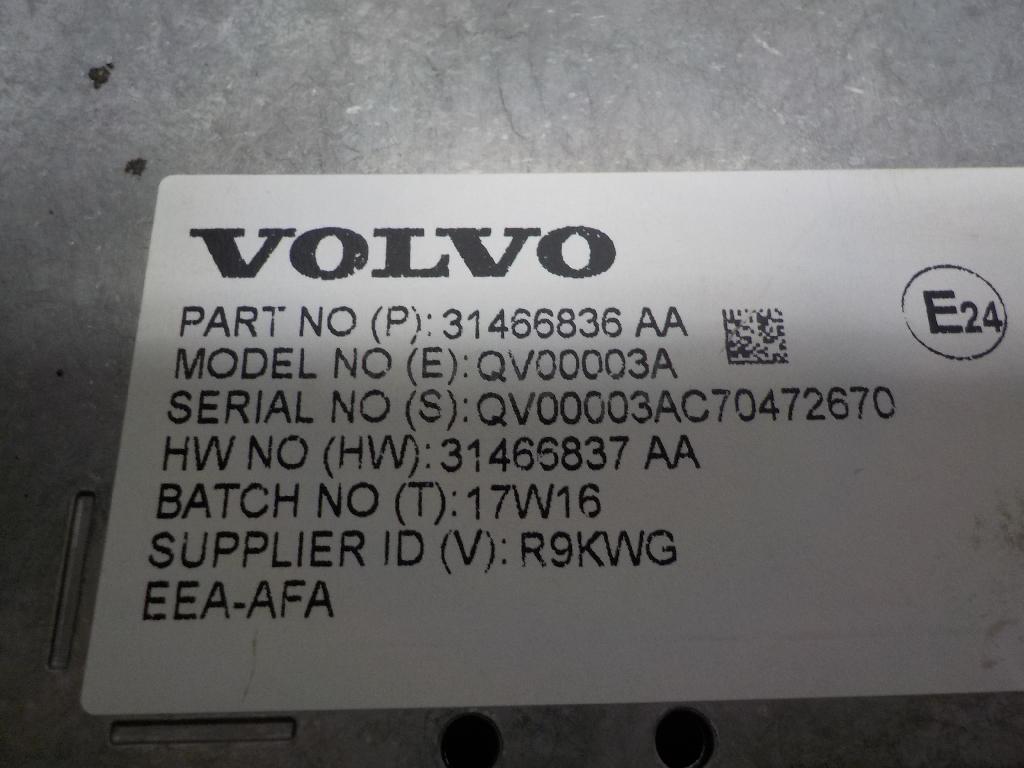 VOLVO
PART NO (P): 31466836 AA
MODEL NO (E): QV00003A
SERIAL NO (S): QV00003AC70472670
HW NO (HW): 31466837 AA
BATCH NO (T): 17W16
SUPPLIER ID (V): R9KWG
EEA-AFA
E24